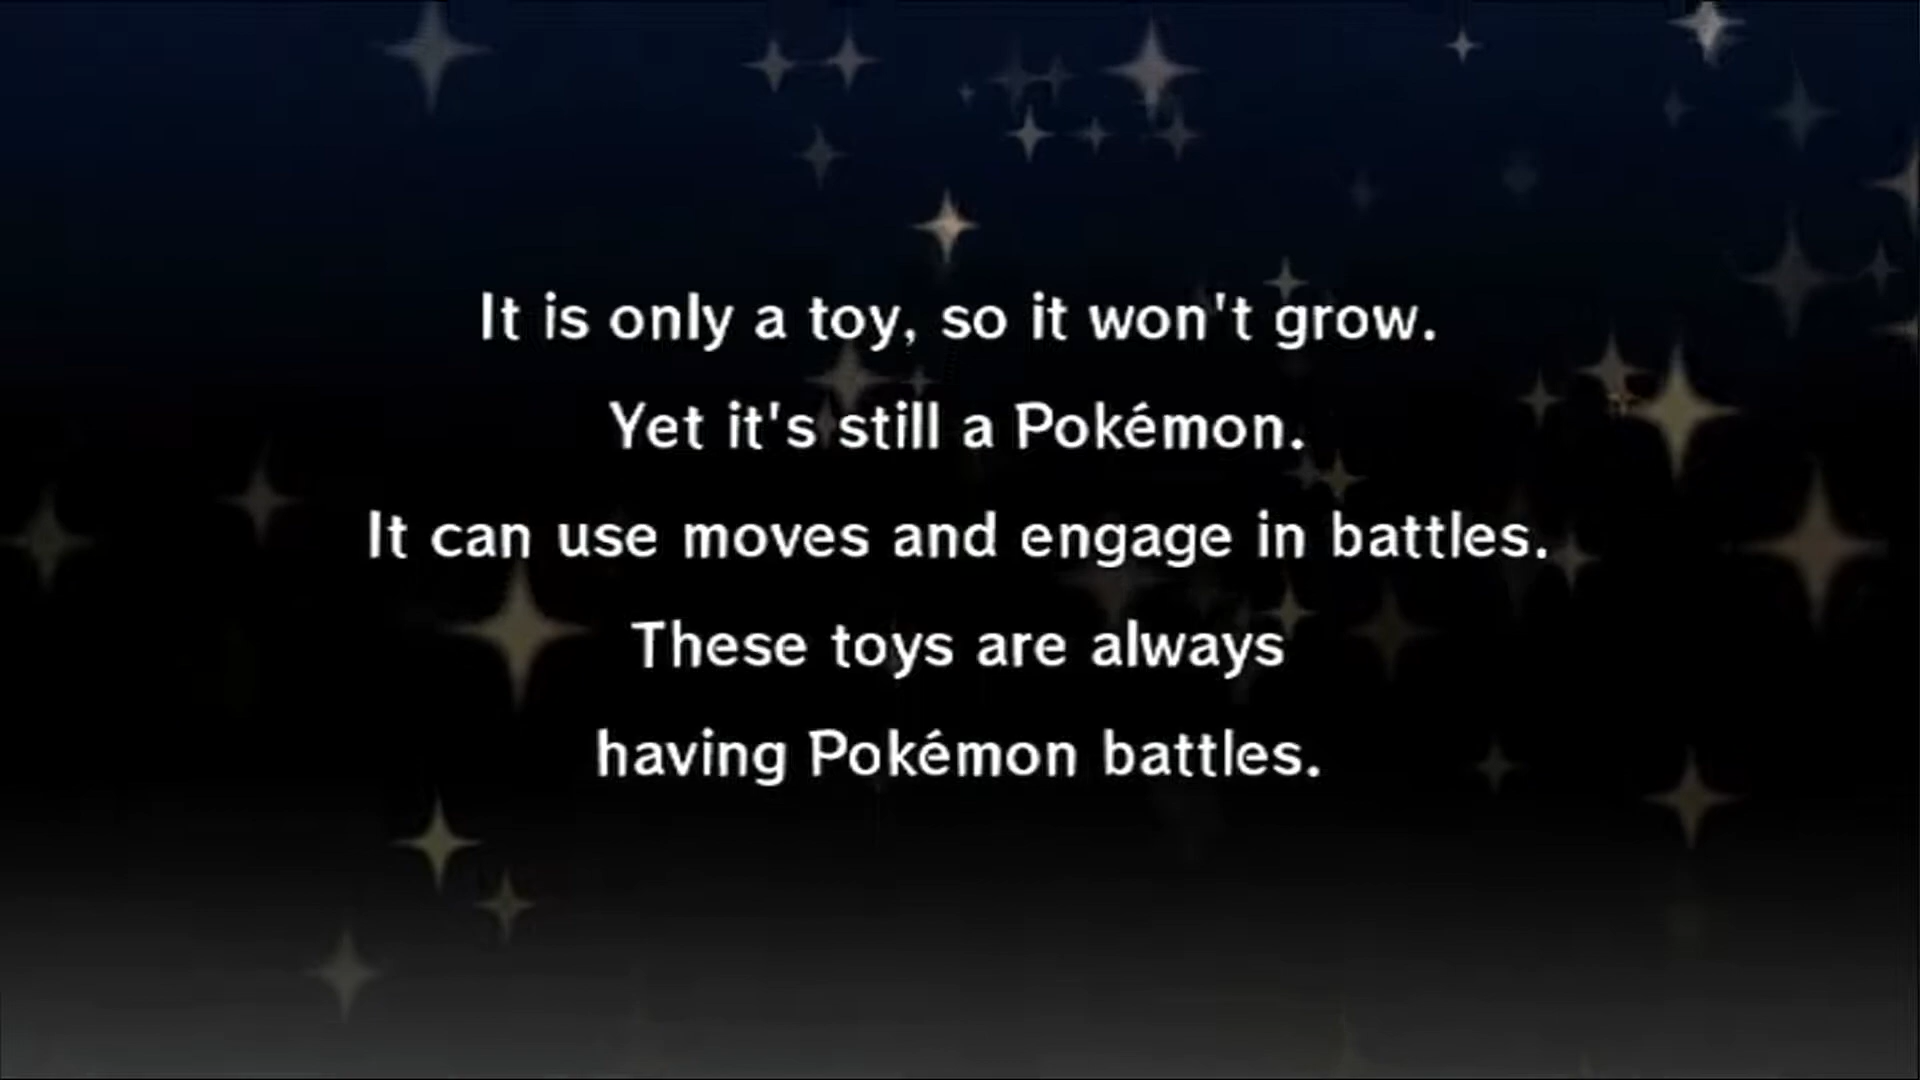 It is only a toy, so it won't grow.
Yet it's still a Pokémon.
It can use moves and engage in battles.
These toys are always
having Pokémon battles.